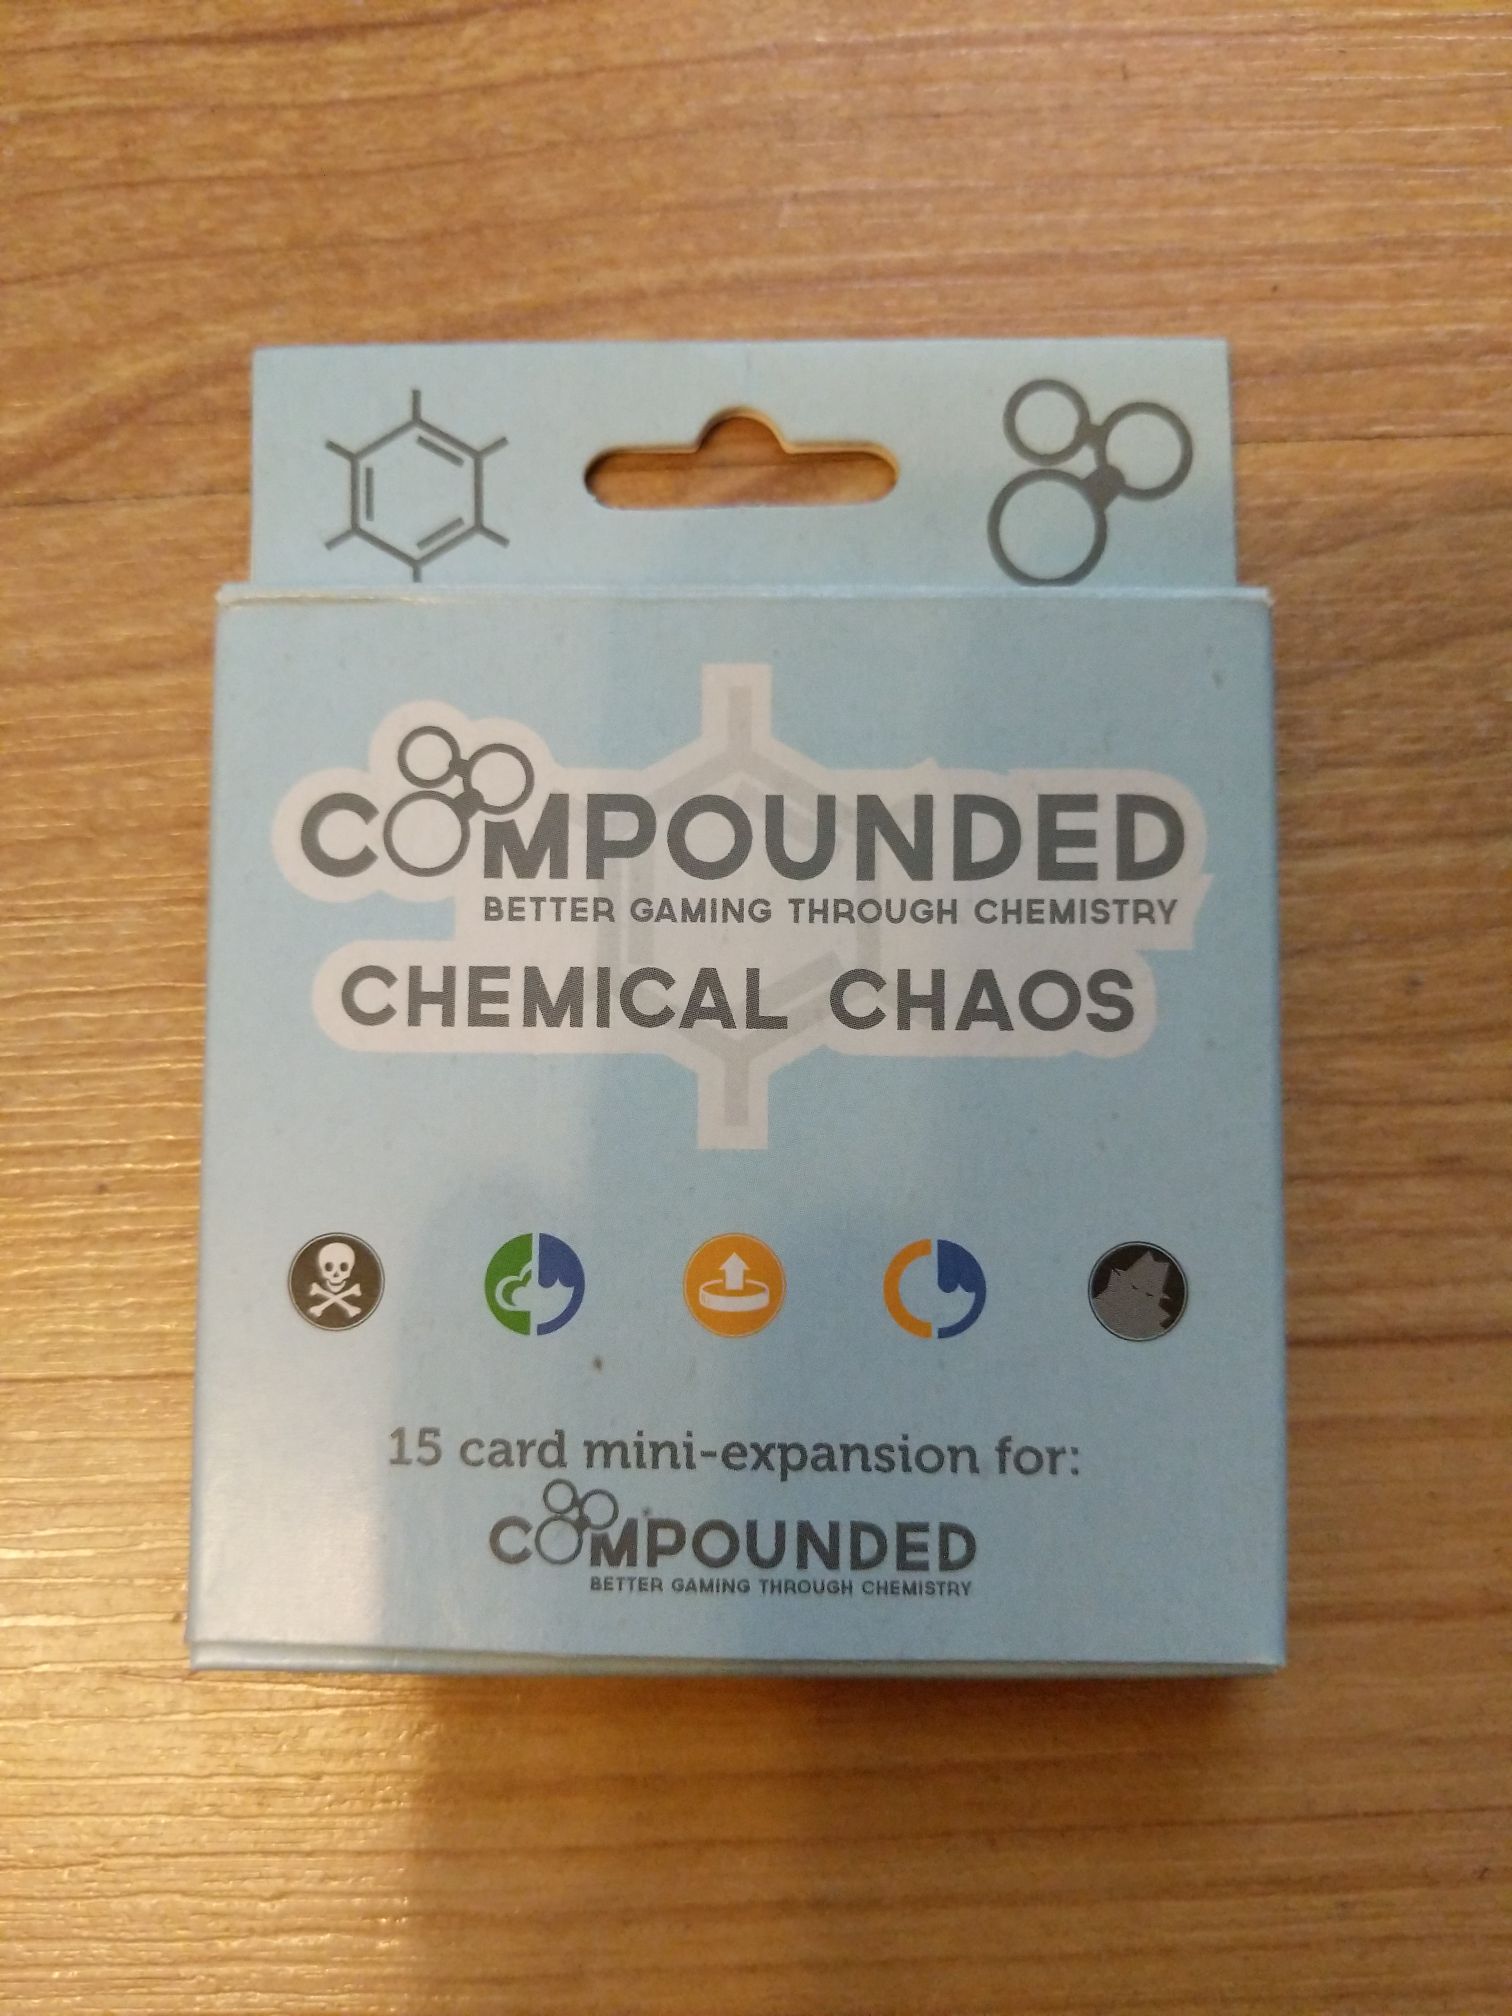 COMPOUNDED
BETTER GAMING THROUGH CHEMISTRY
CHEMICAL CHAOS
15 card mini-expansion for:
COMPOUNDED
BETTER GAMING THROUGH CHEMISTRY